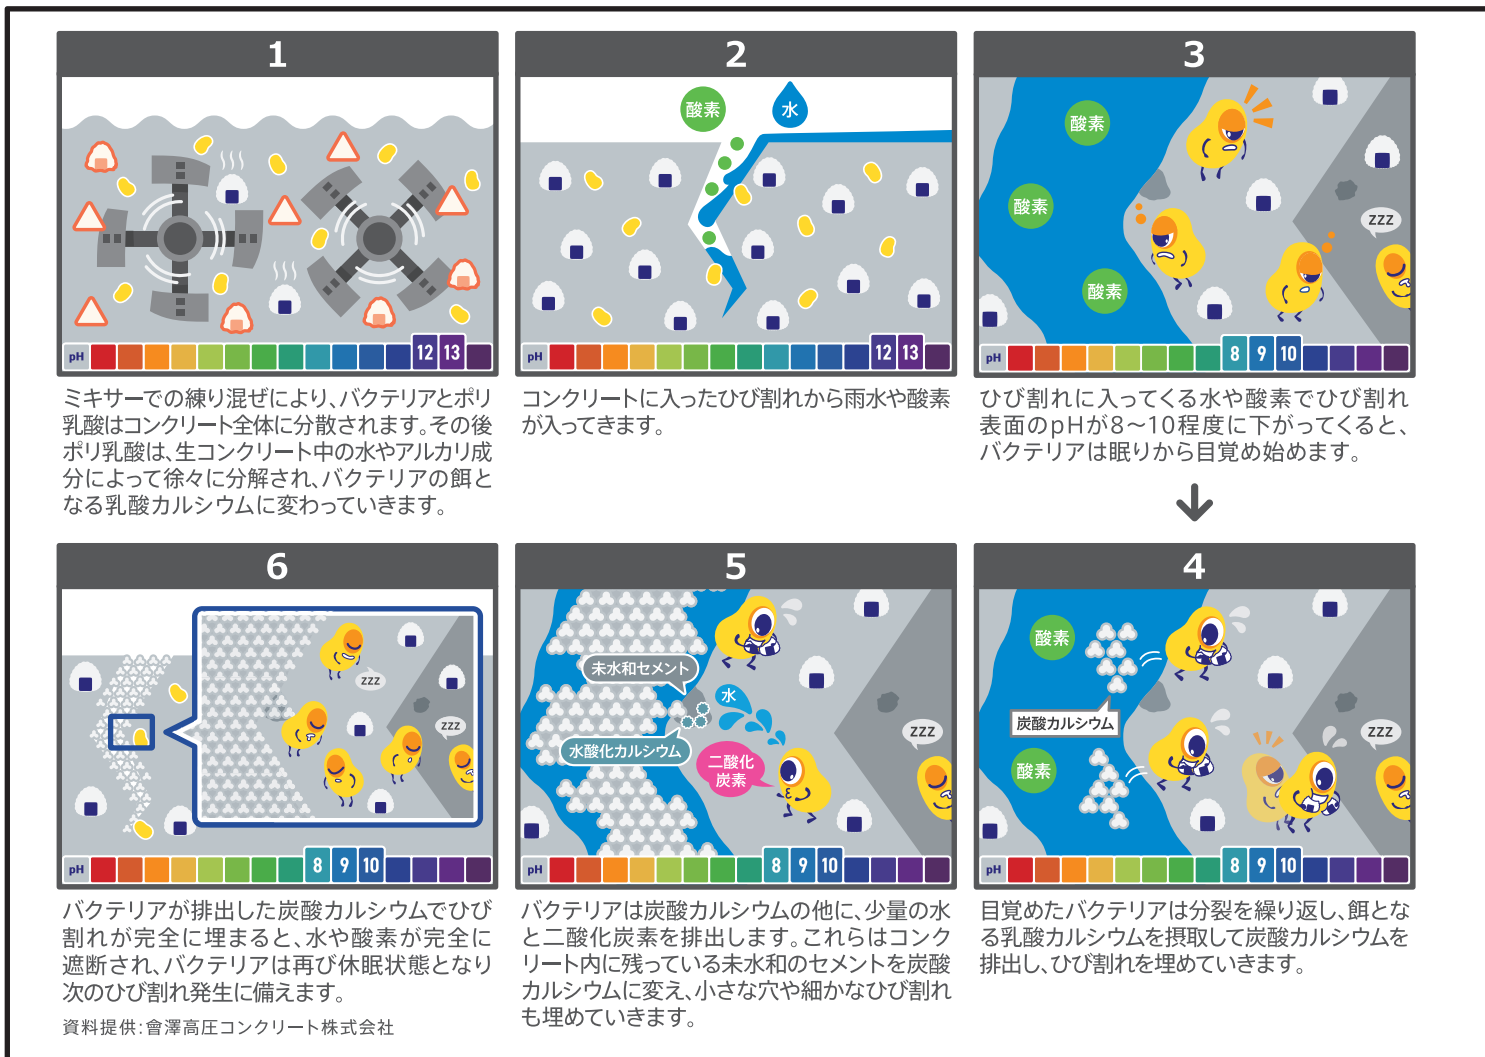 1
pH 12 13
ミキサーでの練り混ぜにより、バクテリアとポリ
乳酸はコンクリート全体に分散されます。その後
ポリ乳酸は、生コンクリート中の水やアルカリ成
分によって徐々に分解され、バクテリアの餌と
なる乳酸カルシウムに変わっていきます。
2
酸素
水
pH 12 13
コンクリートに入ったひび割れから雨水や酸素
が入ってきます。
3
酸素
酸素
酸素
zzz
pH 8 9 10
ひび割れに入ってくる水や酸素でひび割れ
表面のpHが8〜10程度に下がってくると、
バクテリアは眠りから目覚め始めます。
4
酸素
炭酸カルシウム
酸素
zzz
pH 8 9 10
目覚めたバクテリアは分裂を繰り返し、餌とな
る乳酸カルシウムを摂取して炭酸カルシウムを
排出し、ひび割れを埋めていきます。
5
未水和セメント
水
水酸化カルシウム
二酸化
炭素
zzz
pH 8 9 10
バクテリアは炭酸カルシウムの他に、少量の水
と二酸化炭素を排出します。これらはコンク
リート内に残っている未水和のセメントを炭酸
カルシウムに変え、小さな穴や細かなひび割れ
も埋めていきます。
6
zzz
zzz
pH 8 9 10
バクテリアが排出した炭酸カルシウムでひび
割れが完全に埋まると、水や酸素が完全に
遮断され、バクテリアは再び休眠状態となり
次のひび割れ発生に備えます。
資料提供：會澤高圧コンクリート株式会社